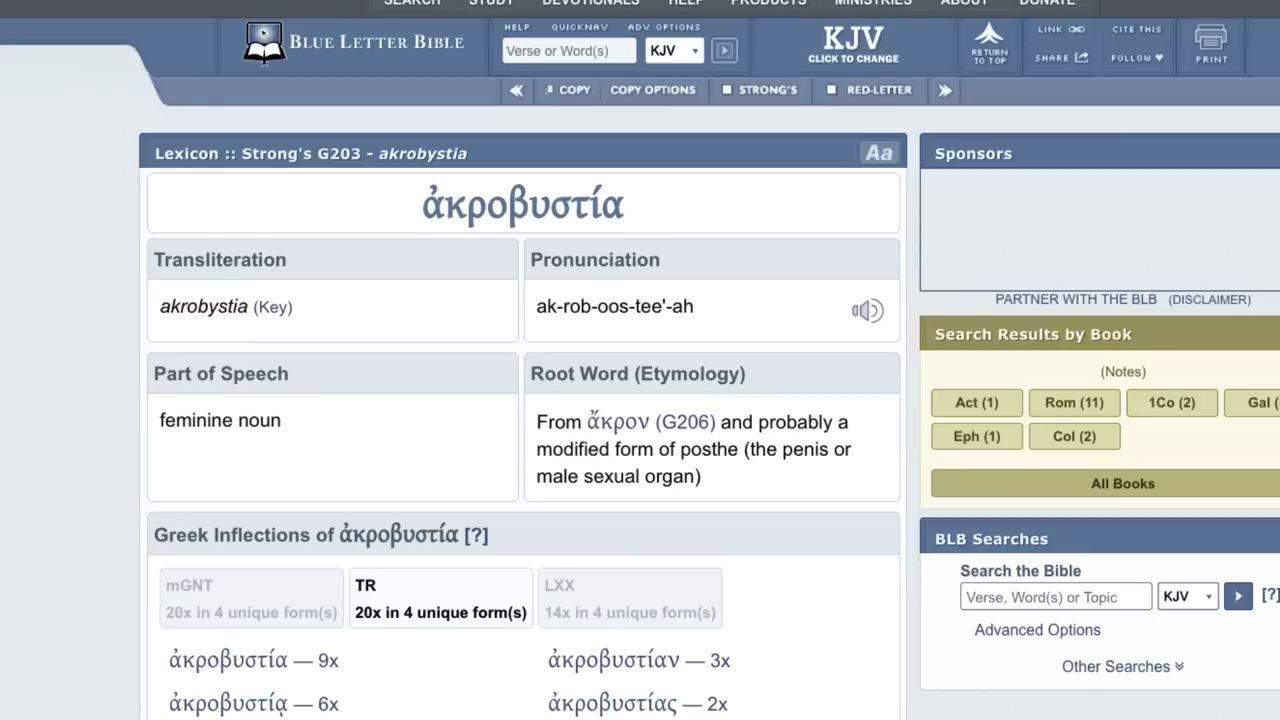 SEARCH STUDY DEVOTIONALS HELP PRODUCTS MINISTRIES ABOUT DONATE
BLUE LETTER BIBLE
HELP QUICKNAV ADV. OPTIONS
Verse or Word(s) KJV
KJV
CLICK TO CHANGE
RETURN
TO TOP
LINK CITE THIS
SHARE FOLLOW
PRINT
COPY COPY OPTIONS STRONG'S RED-LETTER
Lexicon :: Strong's G203 - akrobystia Aa
ἀκροβυστία
Transliteration
akrobystia (Key)
Pronunciation
ak-rob-oos-tee'-ah
Part of Speech
feminine noun
Root Word (Etymology)
From ἄκρον (G206) and probably a
modified form of posthe (the penis or
male sexual organ)
Greek Inflections of ἀκροβυστία [?]
mGNT
20x in 4 unique form(s)
TR
20x in 4 unique form(s)
LXX
14x in 4 unique form(s)
ἀκροβυστία — 9x
ἀκροβυστίαν — 3x
ἀκροβυστίᾳ — 6x
ἀκροβυστίας — 2x
Sponsors
PARTNER WITH THE BLB (DISCLAIMER)
Search Results by Book
(Notes)
Act (1) Rom (11) 1Co (2) Gal
Eph (1) Col (2)
All Books
BLB Searches
Search the Bible
Verse, Word(s) or Topic KJV [?]
Advanced Options
Other Searches